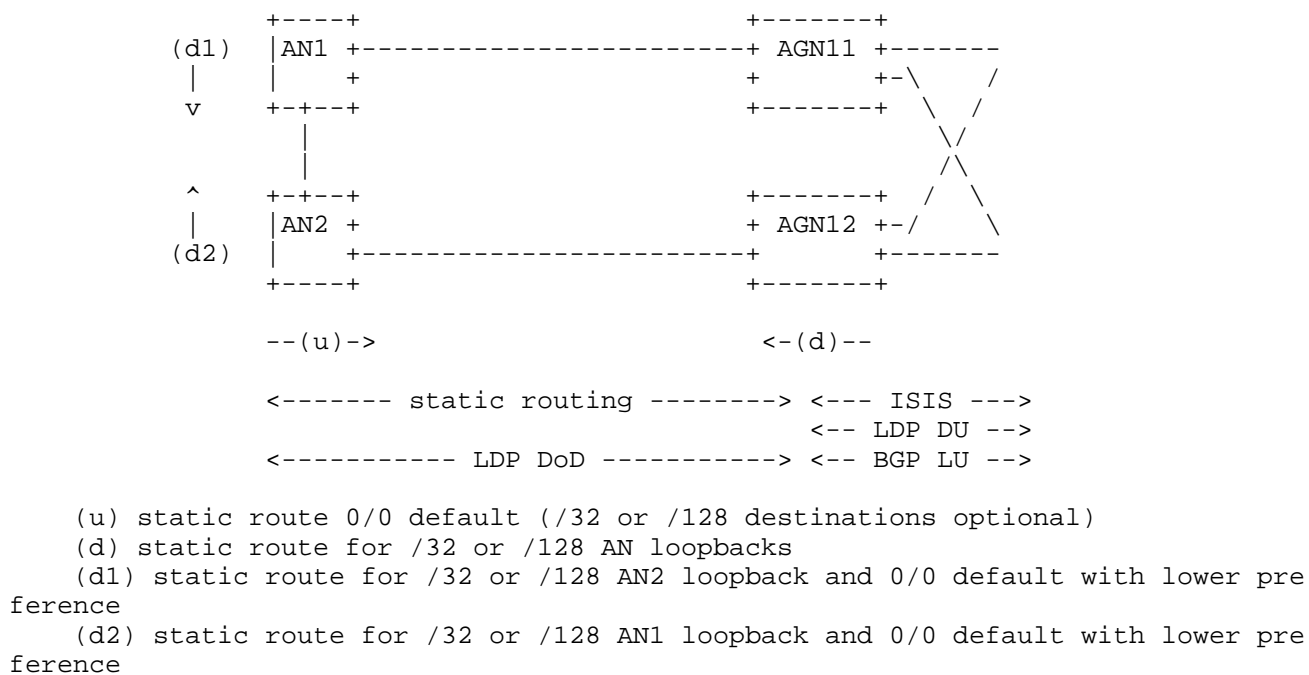 +----+                          +-------+
       (d1)  |AN1 +--------------------------+ AGN11 +-------
        |    |    +                          +       +-\    /
        v    +-+--+                          +-------+  \  /
               |                                         \/
               |                                         /\
        ^    +-+--+                          +-------+  /  \
        |    |AN2 +                          + AGN12 +-/    \
       (d2)  |    +--------------------------+       +-------
             +----+                          +-------+
             --(u)->                          <-(d)--
             <------- static routing --------> <--- ISIS --->
                                               <-- LDP DU -->
             <----------- LDP DoD -----------> <-- BGP LU -->
    (u) static route 0/0 default (/32 or /128 destinations optional)
    (d) static route for /32 or /128 AN loopbacks
    (d1) static route for /32 or /128 AN2 loopback and 0/0 default with lower pre
ference
    (d2) static route for /32 or /128 AN1 loopback and 0/0 default with lower pre
ference